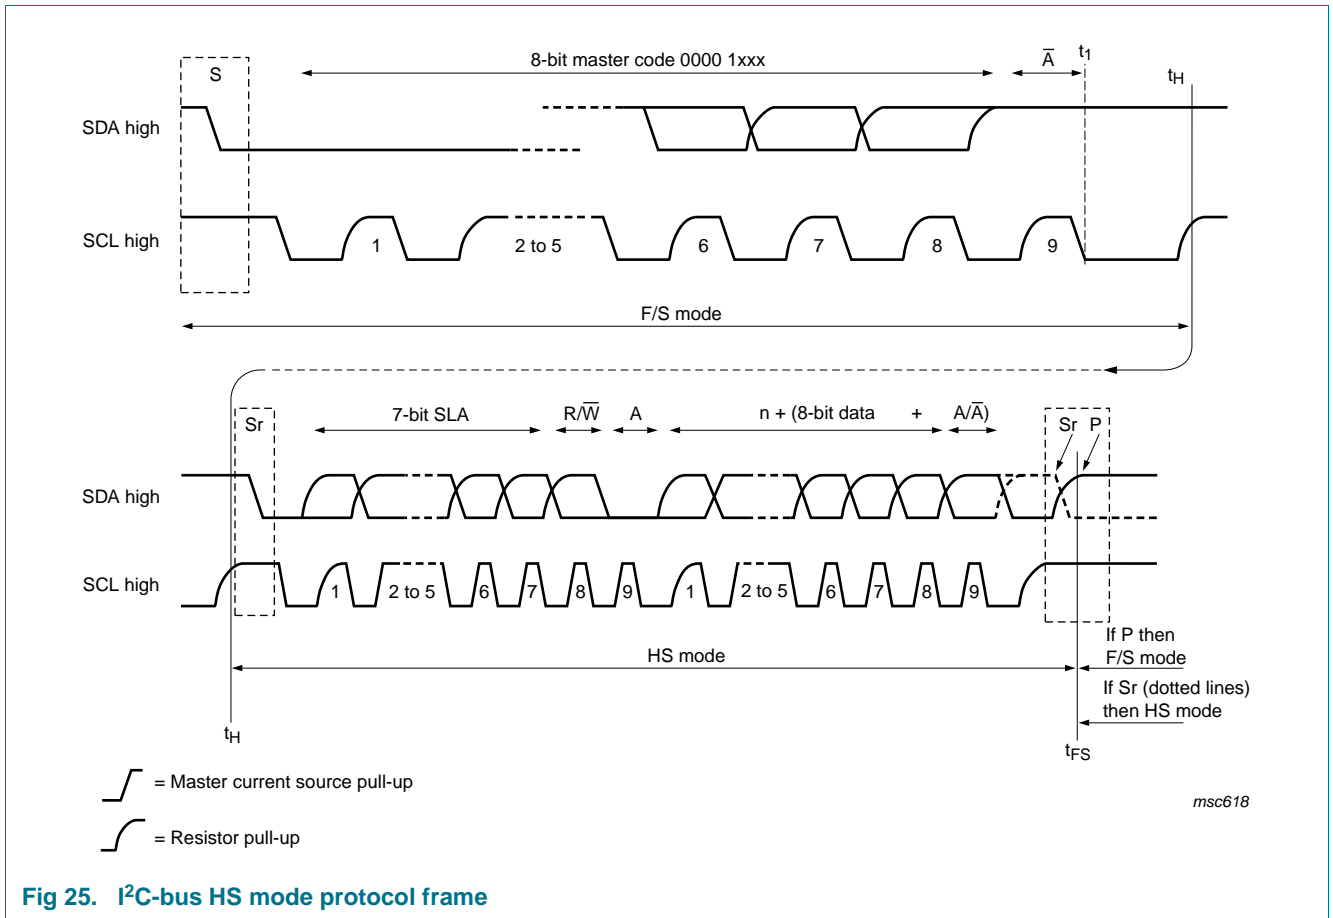 S
8-bit master code 0000 1xxx
A̅
t1
tH
SDA high
SCL high
1
2 to 5
6
7
8
9
F/S mode
Sr
7-bit SLA
R/W̅
A
n + (8-bit data + A/A̅)
Sr P
SDA high
SCL high
1
2 to 5
6
7
8
9
1
2 to 5
6
7
8
9
If P then
F/S mode
HS mode
If Sr (dotted lines)
then HS mode
tH
tFS
= Master current source pull-up
msc618
= Resistor pull-up
Fig 25. I²C-bus HS mode protocol frame